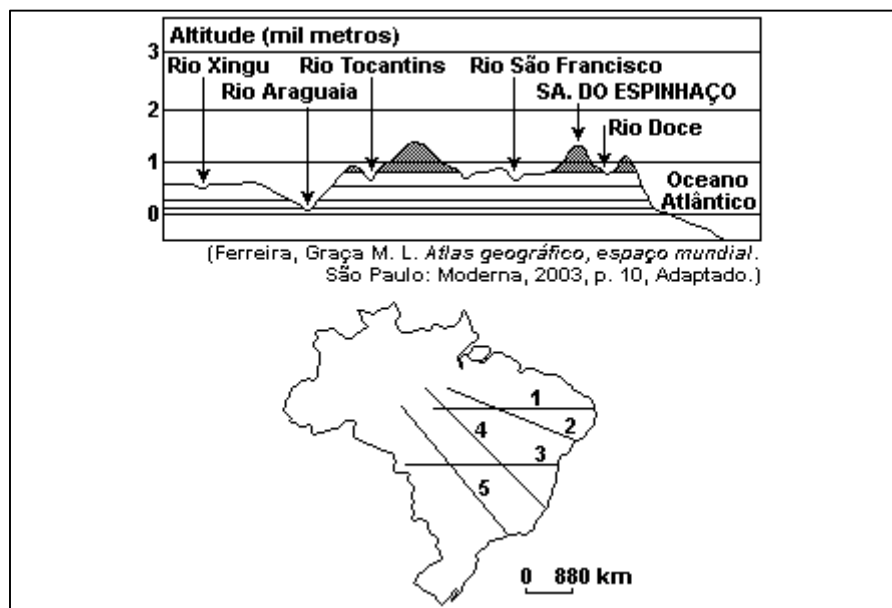 Altitude (mil metros)
3
Rio Xingu
Rio Tocantins
Rio São Francisco
Rio Araguaia
SA. DO ESPINHAÇO
2
Rio Doce
1
Oceano
Atlântico
0
(Ferreira, Graça M. L. Atlas geográfico, espaço mundial.
São Paulo: Moderna, 2003, p. 10, Adaptado.)
1
2
4
3
5
0 880 km